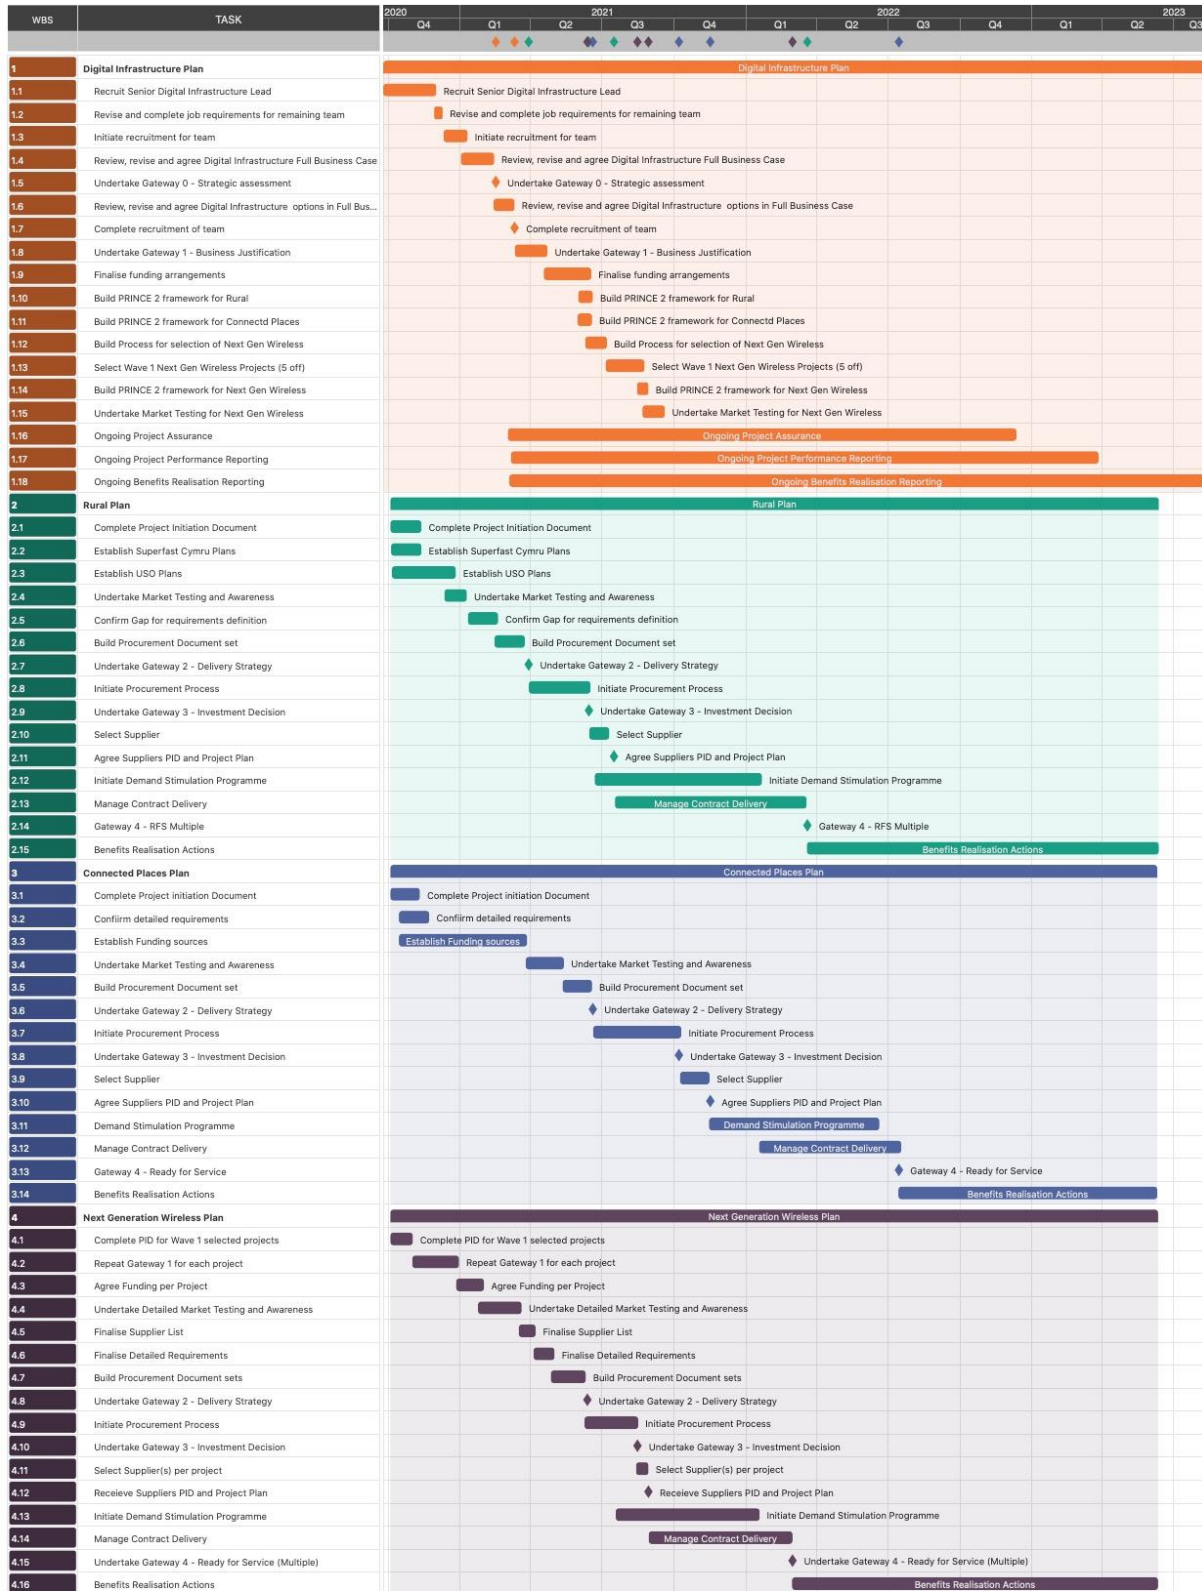 WBS TASK 2020 2021 2022 2023
Q4 Q1 Q2 Q3 Q4 Q1 Q2 Q3 Q4 Q1 Q2 Q3
1 Digital Infrastructure Plan Digital Infrastructure Plan
1.1 Recruit Senior Digital Infrastructure Lead Recruit Senior Digital Infrastructure Lead
1.2 Revise and complete job requirements for remaining team Revise and complete job requirements for remaining team
1.3 Initiate recruitment for team Initiate recruitment for team
1.4 Review, revise and agree Digital Infrastructure Full Business Case Review, revise and agree Digital Infrastructure Full Business Case
1.5 Undertake Gateway 0 - Strategic assessment Undertake Gateway 0 - Strategic assessment
1.6 Review, revise and agree Digital Infrastructure options in Full Bus... Review, revise and agree Digital Infrastructure options in Full Business Case
1.7 Complete recruitment of team Complete recruitment of team
1.8 Undertake Gateway 1 - Business Justification Undertake Gateway 1 - Business Justification
1.9 Finalise funding arrangements Finalise funding arrangements
1.10 Build PRINCE 2 framework for Rural Build PRINCE 2 framework for Rural
1.11 Build PRINCE 2 framework for Connectd Places Build PRINCE 2 framework for Connectd Places
1.12 Build Process for selection of Next Gen Wireless Build Process for selection of Next Gen Wireless
1.13 Select Wave 1 Next Gen Wireless Projects (5 off) Select Wave 1 Next Gen Wireless Projects (5 off)
1.14 Build PRINCE 2 framework for Next Gen Wireless Build PRINCE 2 framework for Next Gen Wireless
1.15 Undertake Market Testing for Next Gen Wireless Undertake Market Testing for Next Gen Wireless
1.16 Ongoing Project Assurance Ongoing Project Assurance
1.17 Ongoing Project Performance Reporting Ongoing Project Performance Reporting
1.18 Ongoing Benefits Realisation Reporting Ongoing Benefits Realisation Reporting
2 Rural Plan Rural Plan
2.1 Complete Project Initiation Document Complete Project Initiation Document
2.2 Establish Superfast Cymru Plans Establish Superfast Cymru Plans
2.3 Establish USO Plans Establish USO Plans
2.4 Undertake Market Testing and Awareness Undertake Market Testing and Awareness
2.5 Confirm Gap for requirements definition Confirm Gap for requirements definition
2.6 Build Procurement Document set Build Procurement Document set
2.7 Undertake Gateway 2 - Delivery Strategy Undertake Gateway 2 - Delivery Strategy
2.8 Initiate Procurement Process Initiate Procurement Process
2.9 Undertake Gateway 3 - Investment Decision Undertake Gateway 3 - Investment Decision
2.10 Select Supplier Select Supplier
2.11 Agree Suppliers PID and Project Plan Agree Suppliers PID and Project Plan
2.12 Initiate Demand Stimulation Programme Initiate Demand Stimulation Programme
2.13 Manage Contract Delivery Manage Contract Delivery
2.14 Gateway 4 - RFS Multiple Gateway 4 - RFS Multiple
2.15 Benefits Realisation Actions Benefits Realisation Actions
3 Connected Places Plan Connected Places Plan
3.1 Complete Project initiation Document Complete Project initiation Document
3.2 Confiirm detailed requirements Confiirm detailed requirements
3.3 Establish Funding sources Establish Funding sources
3.4 Undertake Market Testing and Awareness Undertake Market Testing and Awareness
3.5 Build Procurement Document set Build Procurement Document set
3.6 Undertake Gateway 2 - Delivery Strategy Undertake Gateway 2 - Delivery Strategy
3.7 Initiate Procurement Process Initiate Procurement Process
3.8 Undertake Gateway 3 - Investment Decision Undertake Gateway 3 - Investment Decision
3.9 Select Supplier Select Supplier
3.10 Agree Suppliers PID and Project Plan Agree Suppliers PID and Project Plan
3.11 Demand Stimulation Programme Demand Stimulation Programme
3.12 Manage Contract Delivery Manage Contract Delivery
3.13 Gateway 4 - Ready for Service Gateway 4 - Ready for Service
3.14 Benefits Realisation Actions Benefits Realisation Actions
4 Next Generation Wireless Plan Next Generation Wireless Plan
4.1 Complete PID for Wave 1 selected projects Complete PID for Wave 1 selected projects
4.2 Repeat Gateway 1 for each project Repeat Gateway 1 for each project
4.3 Agree Funding per Project Agree Funding per Project
4.4 Undertake Detailed Market Testing and Awareness Undertake Detailed Market Testing and Awareness
4.5 Finalise Supplier List Finalise Supplier List
4.6 Finalise Detailed Requirements Finalise Detailed Requirements
4.7 Build Procurement Document sets Build Procurement Document sets
4.8 Undertake Gateway 2 - Delivery Strategy Undertake Gateway 2 - Delivery Strategy
4.9 Initiate Procurement Process Initiate Procurement Process
4.10 Undertake Gateway 3 - Investment Decision Undertake Gateway 3 - Investment Decision
4.11 Select Supplier(s) per project Select Supplier(s) per project
4.12 Receieve Suppliers PID and Project Plan Receieve Suppliers PID and Project Plan
4.13 Initiate Demand Stimulation Programme Initiate Demand Stimulation Programme
4.14 Manage Contract Delivery Manage Contract Delivery
4.15 Undertake Gateway 4 - Ready for Service (Multiple) Undertake Gateway 4 - Ready for Service (Multiple)
4.16 Benefits Realisation Actions Benefits Realisation Actions